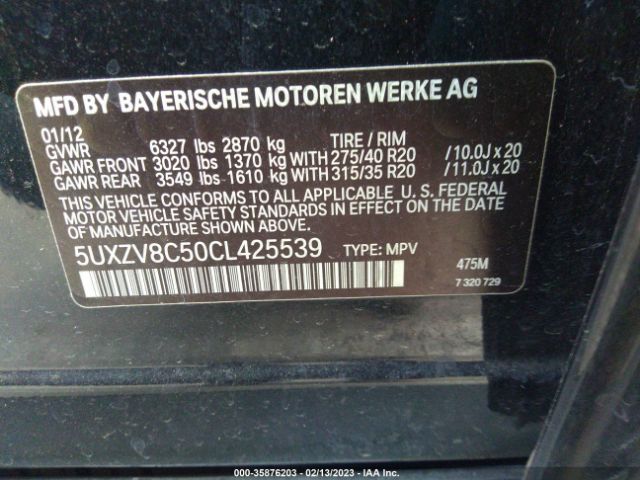 MFD BY BAYERISCHE MOTOREN WERKE AG
01/12
GVWR 6327 lbs 2870 kg TIRE / RIM
GAWR FRONT 3020 lbs 1370 kg WITH 275/40 R20 /10.0J x 20
GAWR REAR 3549 lbs 1610 kg WITH 315/35 R20 /11.0J x 20
THIS VEHICLE CONFORMS TO ALL APPLICABLE U. S. FEDERAL
MOTOR VEHICLE SAFETY STANDARDS IN EFFECT ON THE DATE
OF MANUFACTURE SHOWN ABOVE.
5UXZV8C50CL425539 TYPE: MPV
475M
7 320 729
000-35876203 - 02/13/2023 - IAA Inc.